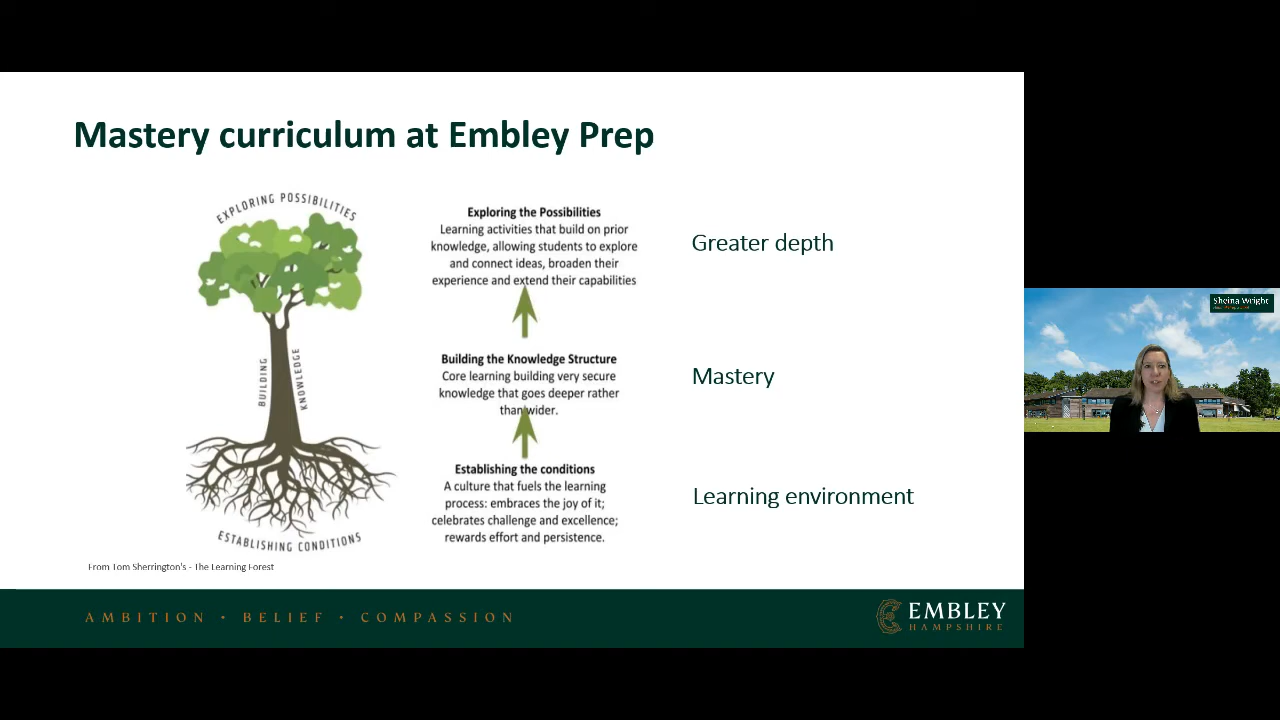 Mastery curriculum at Embley Prep
EXPLORING POSSIBILITIES
BUILDING
KNOWLEDGE
ESTABLISHING CONDITIONS
Exploring the Possibilities
Learning activities that build on prior
knowledge, allowing students to explore
and connect ideas, broaden their
experience and extend their capabilities
Building the Knowledge Structure
Core learning building very secure
knowledge that goes deeper rather
than wider.
Establishing the conditions
A culture that fuels the learning
process: embraces the joy of it;
celebrates challenge and excellence;
rewards effort and persistence.
Greater depth
Mastery
Learning environment
From Tom Sherrington's - The Learning Forest
AMBITION • BELIEF • COMPASSION
EMBLEY
HAMPSHIRE
Sheina Wright